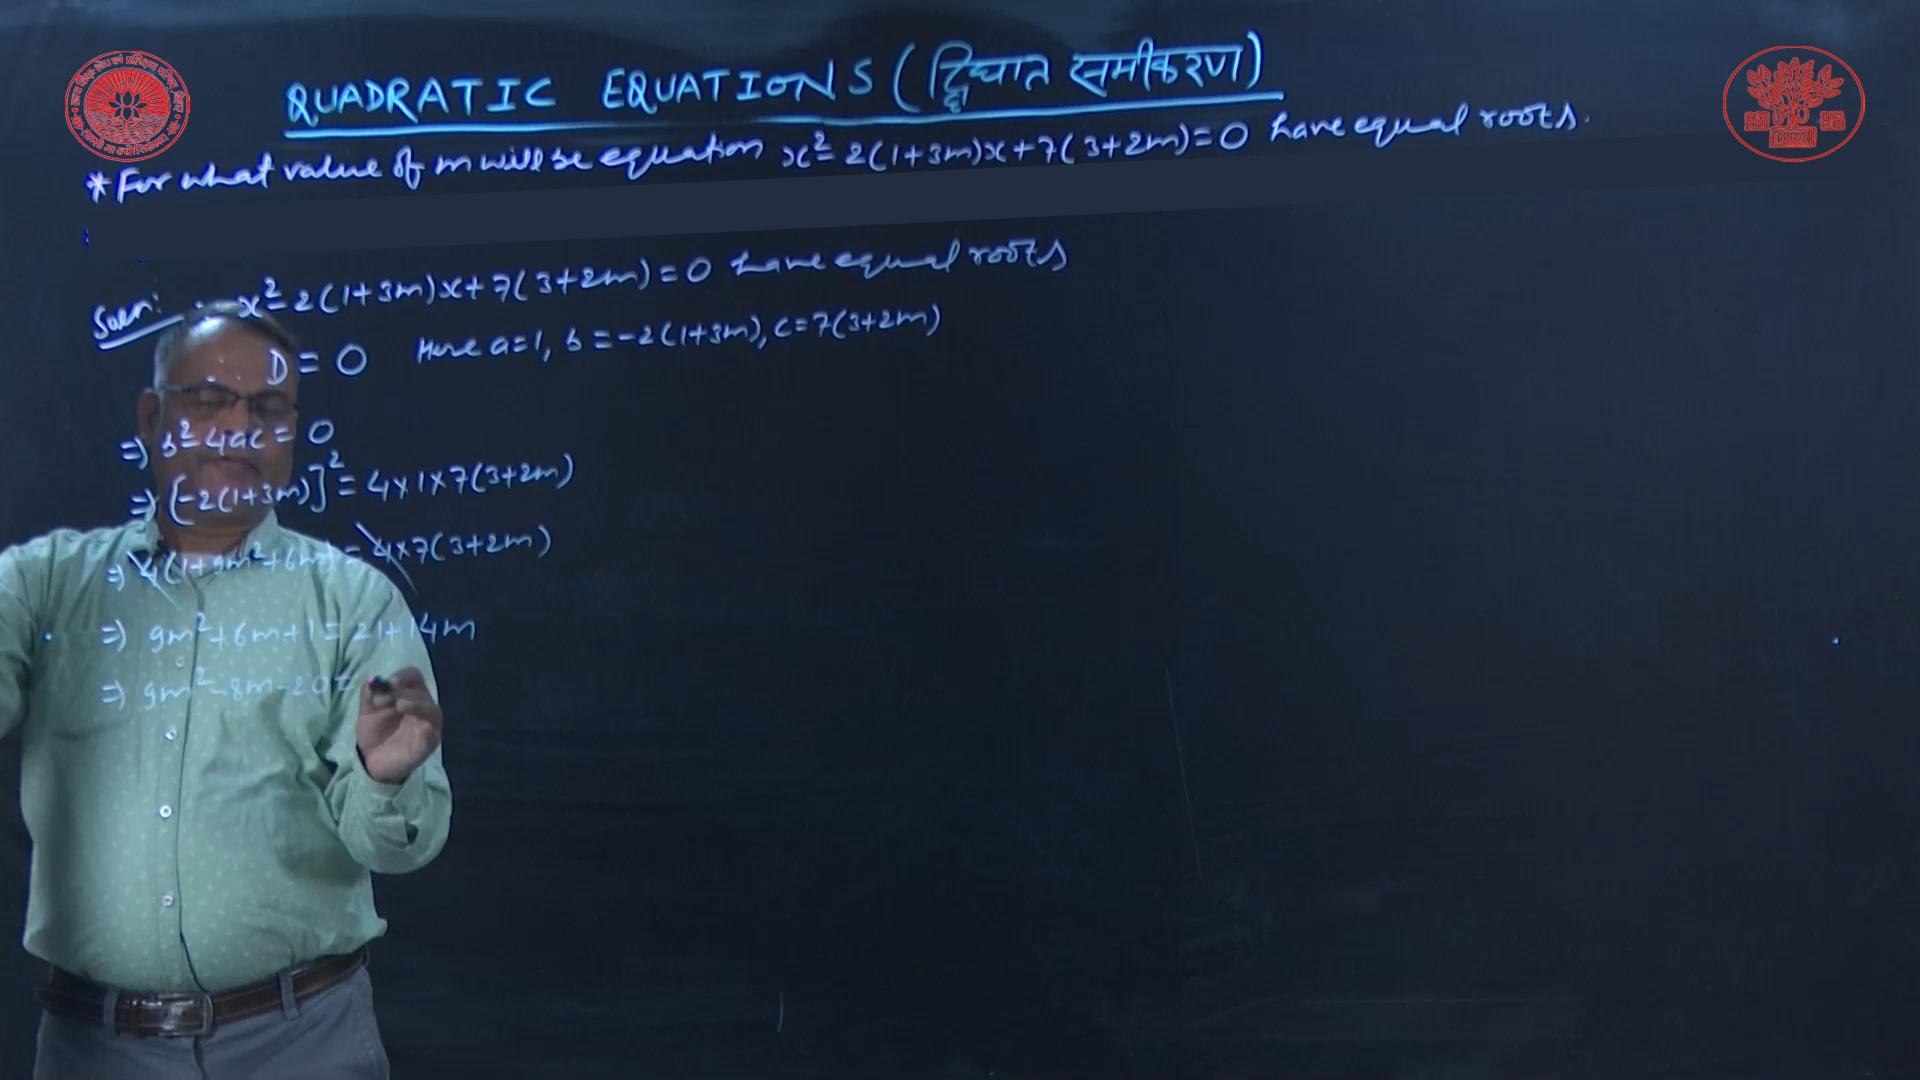 QUADRATIC EQUATIONS (द्विघात समीकरण)
* For what value of m will be equation x² - 2(1+3m)x + 7(3+2m) = 0 have equal roots.
Soln: ∵ x² - 2(1+3m)x + 7(3+2m) = 0 have equal roots
∴ D = 0 Here a=1, b = -2(1+3m), c = 7(3+2m)
⇒ b² - 4ac = 0
⇒ [-2(1+3m)]² = 4×1×7(3+2m)
⇒ 4(1+9m²+6m) = 4×7(3+2m)
⇒ 9m²+6m+1 = 21+14m
⇒ 9m²-8m-20 =